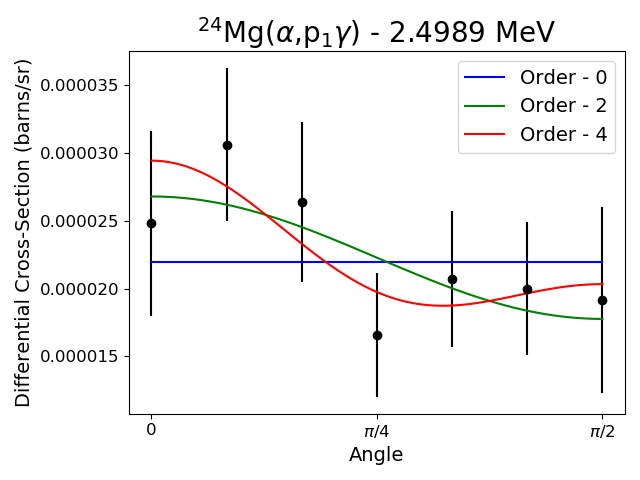 ²⁴Mg(α,p₁γ) - 2.4989 MeV
Differential Cross-Section (barns/sr)
0.000035
0.000030
0.000025
0.000020
0.000015
Order - 0
Order - 2
Order - 4
0
π/4
π/2
Angle